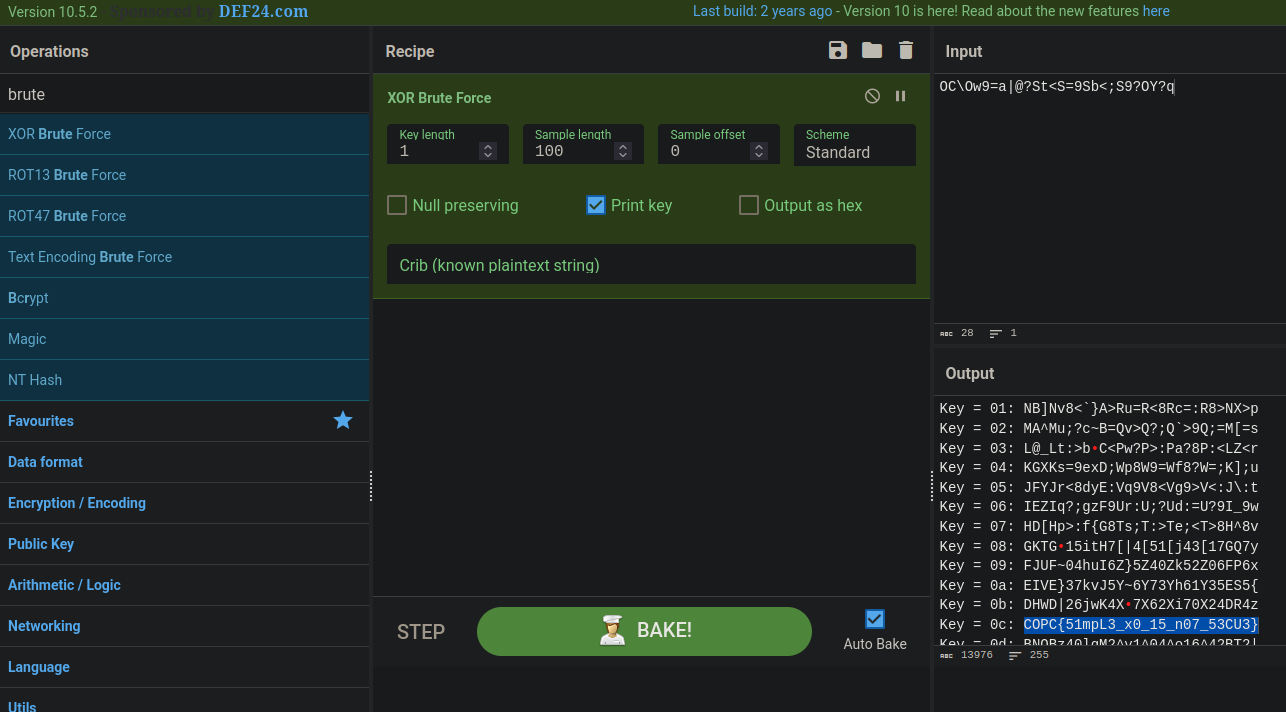 Version 10.5.2 Sponsored by DEF24.com
Last build: 2 years ago - Version 10 is here! Read about the new features here
Operations
brute
XOR Brute Force
ROT13 Brute Force
ROT47 Brute Force
Text Encoding Brute Force
Bcrypt
Magic
NT Hash
Favourites
Data format
Encryption / Encoding
Public Key
Arithmetic / Logic
Networking
Language
Utils
Recipe
XOR Brute Force
Key length
1
Sample length
100
Sample offset
0
Scheme
Standard
Null preserving
Print key
Output as hex
Crib (known plaintext string)
STEP
BAKE!
Auto Bake
Input
OC\Ow9=a|@?St<S=9Sb<;S9?OY?q
ABC 28 1
Output
Key = 01: NB]Nv8<`}A>Ru=R<8Rc=:R8>NX>p
Key = 02: MA^Mu;?c~B=Qv>Q?;Q`>9Q;=M[=s
Key = 03: L@_Lt:>b•C<Pw?P>:Pa?8P:<LZ<r
Key = 04: KGXKs=9exD;Wp8W9=Wf8?W=;K];u
Key = 05: JFYJr<8dyE:Vq9V8<Vg9>V<:J\:t
Key = 06: IEZIq?;gzF9Ur:U;?Ud:=U?9I_9w
Key = 07: HD[Hp>:f{G8Ts;T:>Te;<T>8H^8v
Key = 08: GKTG•15itH7[|4[51[j43[17GQ7y
Key = 09: FJUF~04huI6Z}5Z40Zk52Z06FP6x
Key = 0a: EIVE}37kvJ5Y~6Y73Yh61Y35ES5{
Key = 0b: DHWD|26jwK4X•7X62Xi70X24DR4z
Key = 0c: COPC{51mpL3_x0_15_n07_53CU3}
Key = 0d: BNQBz40lqM2^y1^04^o16^42BT2|
ABC 13976 255